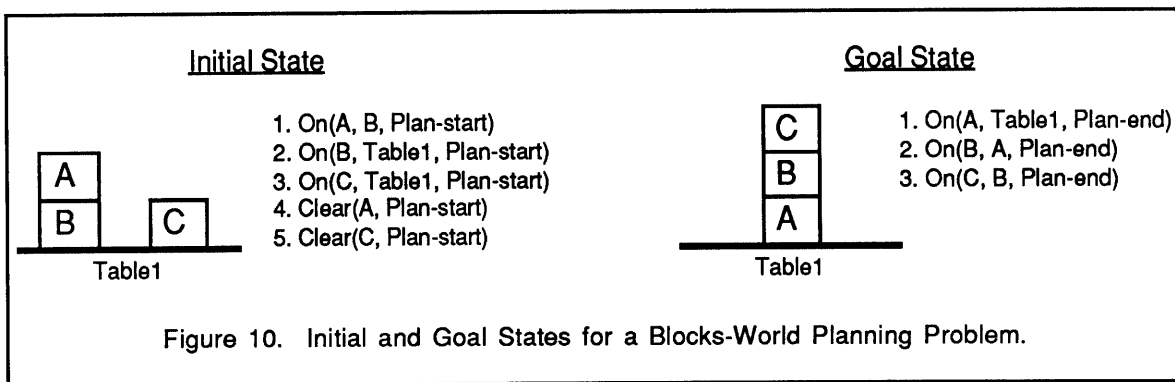 Initial State
1. On(A, B, Plan-start)
2. On(B, Table1, Plan-start)
3. On(C, Table1, Plan-start)
4. Clear(A, Plan-start)
5. Clear(C, Plan-start)
A
B
C
Table1
Goal State
C
B
A
Table1
1. On(A, Table1, Plan-end)
2. On(B, A, Plan-end)
3. On(C, B, Plan-end)
Figure 10. Initial and Goal States for a Blocks-World Planning Problem.